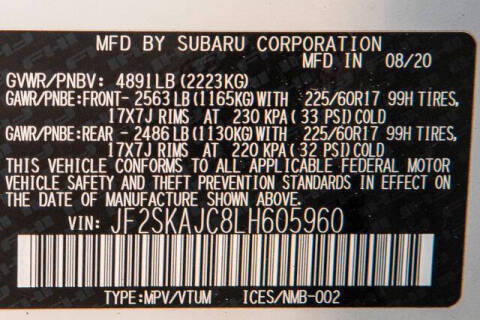 MFD BY SUBARU CORPORATION
MFD IN 08/20
GVWR/PNBV: 4891LB (2223KG)
GAWR/PNBE:FRONT- 2563 LB (1165KG) WITH 225/60R17 99H TIRES,
17X7J RIMS AT 230 KPA (33 PSI) COLD
GAWR/PNBE:REAR - 2486 LB (1130KG) WITH 225/60R17 99H TIRES,
17X7J RIMS AT 220 KPA (32 PSI) COLD
THIS VEHICLE CONFORMS TO ALL APPLICABLE FEDERAL MOTOR
VEHICLE SAFETY AND THEFT PREVENTION STANDARDS IN EFFECT ON
THE DATE OF MANUFACTURE SHOWN ABOVE.
VIN: JF2SKAJC8LH605960
TYPE:MPV/VTUM ICES/NMB-002